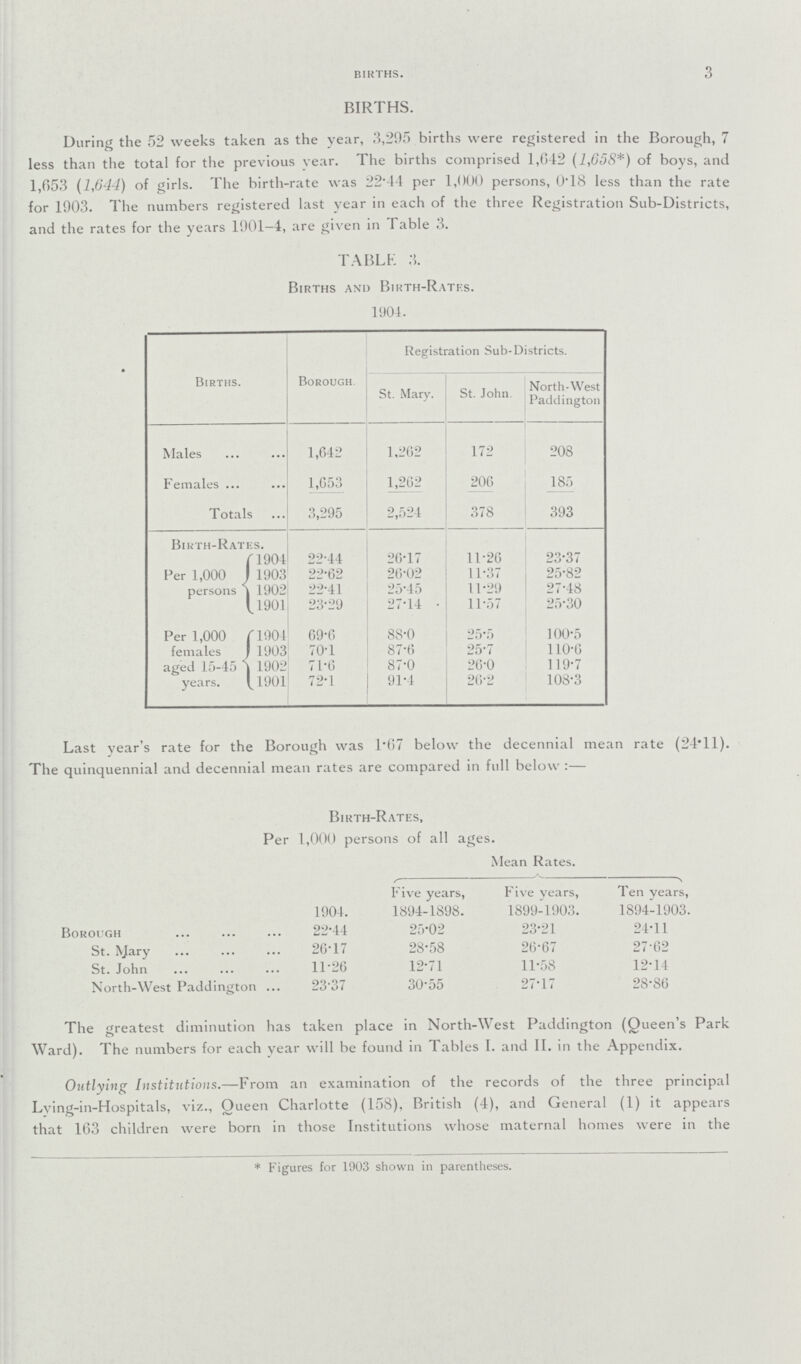 BIRTHS. 3
BIRTHS.
During the 52 weeks taken as the year, 3,295 births were registered in the Borough, 7
less than the total for the previous year. The births comprised 1,642 (1,658*) of boys, and
1,653 (1,644) of girls. The birth-rate was 22·44 per 1,000 persons, 0·18 less than the rate
for 1903. The numbers registered last year in each of the three Registration Sub-Districts,
and the rates for the years 1901-4, are given in Table 3.
TABLE 3.
Births and Birth-Rates.
1904.
Births. Borough. Registration Sub-Districts.
St. Mary. St. John. North-West Paddington
Males ... ... 1,642 1,262 172 208
Females ... ... 1,653 1,262 206 185
Totals ... 3,295 2,524 378 393
Birth-Rates.
Per 1,000 persons
1904 22·44 26·17 11·26 23·37
1903 22·62 26·02 11·37 25·82
1902 22·41 25·45 11·29 27·48
1901 23·29 27·14 11·57 25·30
Per 1,000 females aged 15-45 years.
1904 69·6 88·0 25·5 100·5
1903 70·1 87·6 25·7 110·6
1902 71·6 87·0 26·0 119·7
1901 72·1 91·4 26·2 108·3
Last year's rate for the Borough was 1·67 below the decennial mean rate (24·11).
The quinquennial and decennial mean rates are compared in full below :—
Birth-Rates,
Per 1,000 persons of all ages.
Mean Rates.
Five years, Five years, Ten years,
1904. 1894-1898. 1899-1903. 1894-1903.
Borough ... ... ... 22·44 25·02 23·21 24·11
St. Mary ... ... ... 26·17 28·58 26·67 27·62
St. John ... ... ... 11·26 12·71 11·58 12·14
North-West Paddington ... 23·37 30·55 27·17 28·86
The greatest diminution has taken place in North-West Paddington (Queen's Park
Ward). The numbers for each year will be found in Tables I. and II. in the Appendix.
Outlying Institutions.—From an examination of the records of the three principal
Lying-in-Hospitals, viz., Queen Charlotte (158), British (4), and General (1) it appears
that 163 children were born in those Institutions whose maternal homes were in the
* Figures for 1903 shown in parentheses.